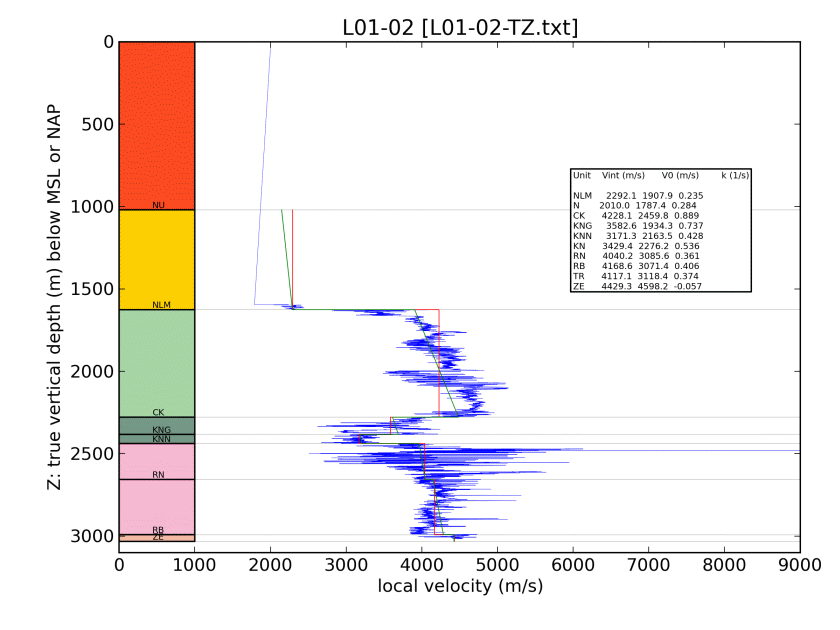 L01-02 [L01-02-TZ.txt]
Z: true vertical depth (m) below MSL or NAP
0
500
1000
1500
2000
2500
3000
NU
NLM
CK
KNG
KNN
RN
RB
ZE
Unit Vint (m/s) V0 (m/s) k (1/s)
NLM 2292.1 1907.9 0.235
N 2010.0 1787.4 0.284
CK 4228.1 2459.8 0.889
KNG 3582.6 1934.3 0.737
KNN 3171.3 2163.5 0.428
KN 3429.4 2276.2 0.536
RN 4040.2 3085.6 0.361
RB 4168.6 3071.4 0.406
TR 4117.1 3118.4 0.374
ZE 4429.3 4598.2 -0.057
0 1000 2000 3000 4000 5000 6000 7000 8000 9000
local velocity (m/s)